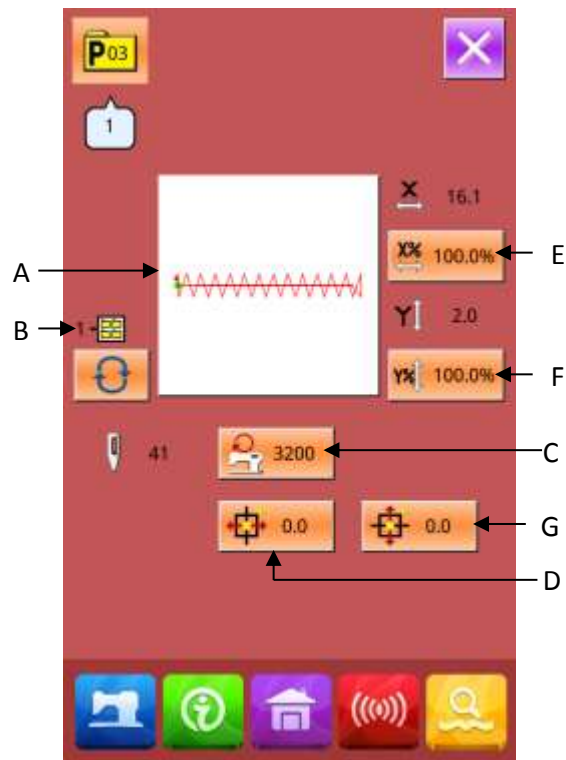 P03
1
A
X 16.1
X% 100.0% E
B 1
Y 2.0
Y% 100.0% F
41 3200 C
0.0 0.0 G
D